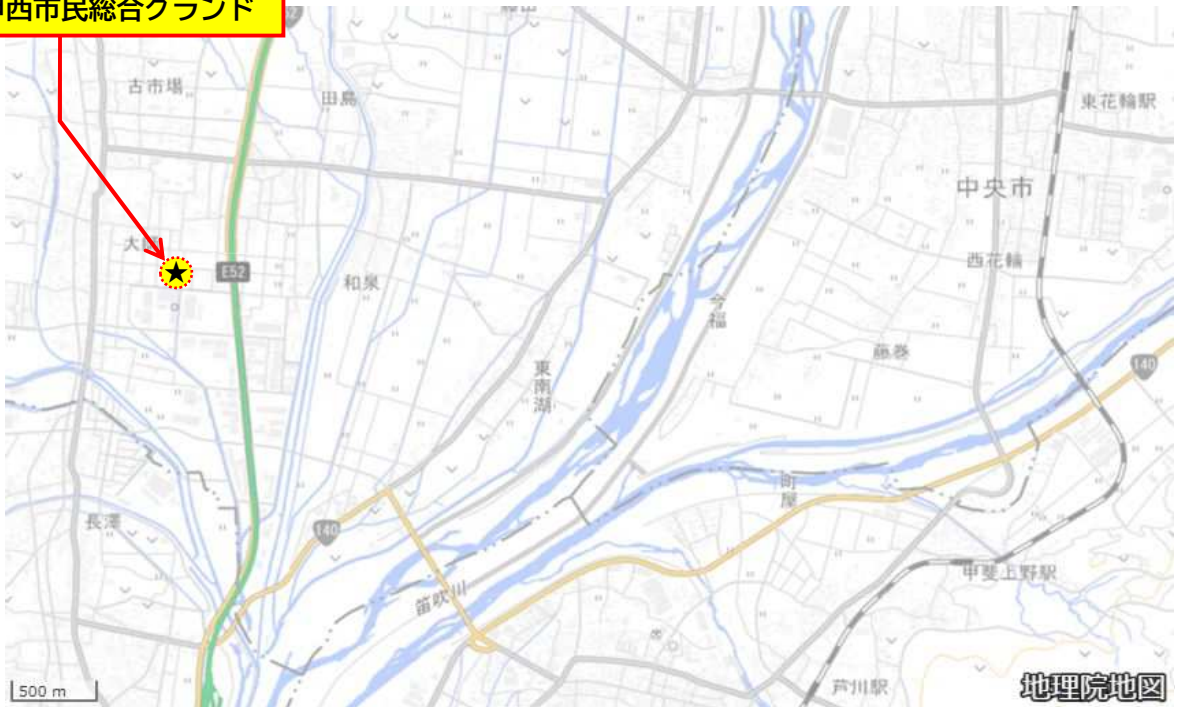 西市民総合グランド
古市場
田島
東花輪駅
中央市
大
E52
和泉
西花輪
今福
藤巻
東南湖
140
町屋
長澤
140
笛吹川
甲斐上野駅
芦川駅
500 m
地理院地図